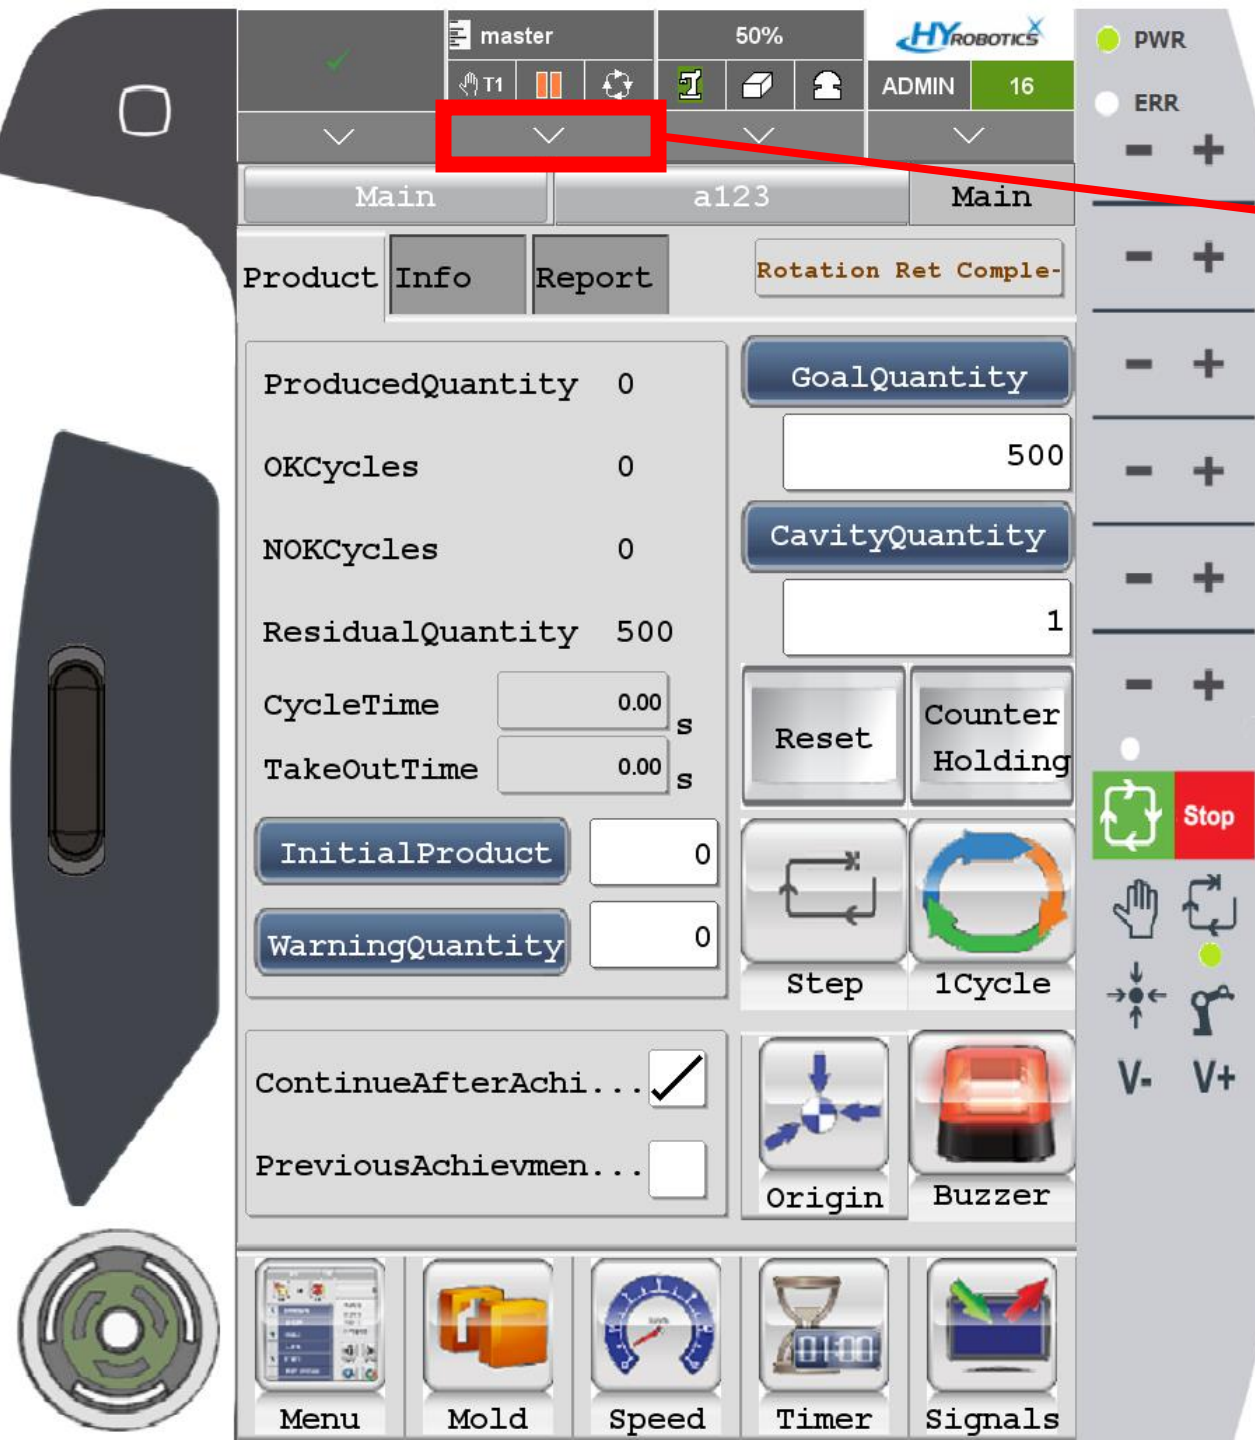 master
50%
HYROBOTICS
PWR
T1
ADMIN
16
ERR
Main
a123
Main
Product
Info
Report
Rotation Ret Comple-
ProducedQuantity 0
GoalQuantity
500
OKCycles 0
CavityQuantity
NOKCycles 0
1
ResidualQuantity 500
CycleTime 0.00 s
Reset
Counter
Holding
TakeOutTime 0.00 s
Stop
InitialProduct 0
WarningQuantity 0
Step
1Cycle
ContinueAfterAchi...
V-
V+
PreviousAchievmen...
Origin
Buzzer
01:00
Menu
Mold
Speed
Timer
Signals